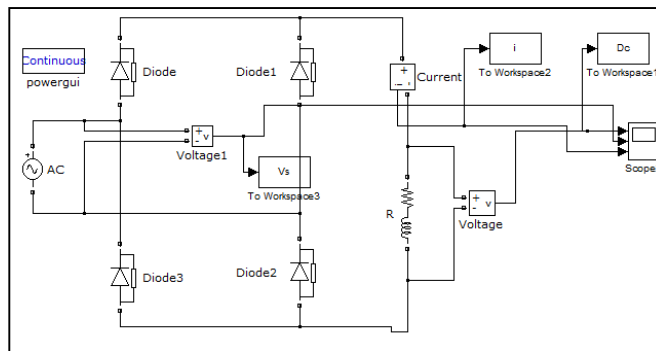 Continuous
powergui
Diode
Diode1
+
i
-
Current
i
To Workspace2
Dc
To Workspace1
+
AC
+
-
v
Voltage1
Vs
To Workspace3
Scope
R
+
-
v
Voltage
Diode3
Diode2